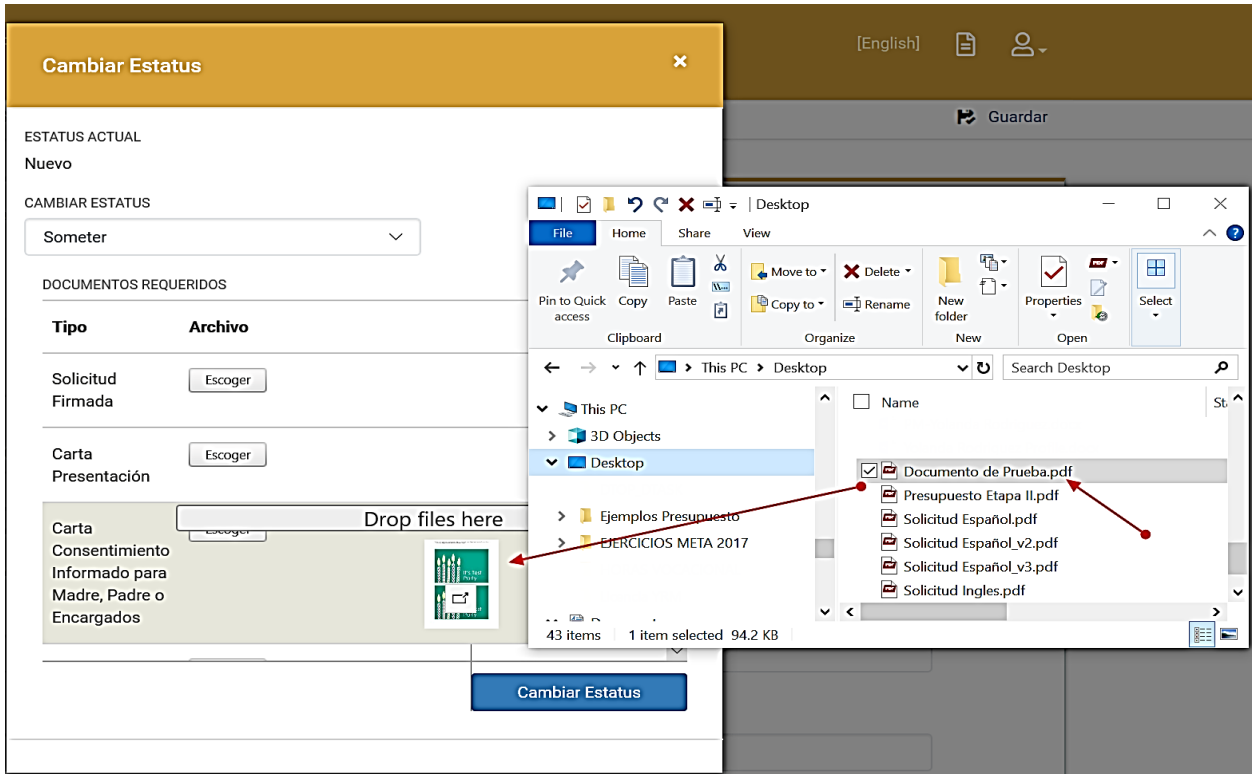 [English]
Cambiar Estatus
×
Guardar
ESTATUS ACTUAL
Nuevo
CAMBIAR ESTATUS
Someter
DOCUMENTOS REQUERIDOS
Tipo Archivo
Solicitud
Firmada
Escoger
Carta
Presentación
Escoger
Carta
Consentimiento
Informado para
Madre, Padre o
Encargados
Drop files here
Escoger
Cambiar Estatus
Desktop
File Home Share View
Pin to Quick
access
Copy
Paste
Clipboard
Move to
Copy to
Delete
Rename
Organize
New
folder
New
Properties
Open
Select
This PC > Desktop
Search Desktop
This PC
3D Objects
Desktop
Ejemplos Presupuesto
EJERCICIOS META 2017
Name
Documento de Prueba.pdf
Presupuesto Etapa II.pdf
Solicitud Español.pdf
Solicitud Español_v2.pdf
Solicitud Español_v3.pdf
Solicitud Ingles.pdf
43 items 1 item selected 94.2 KB